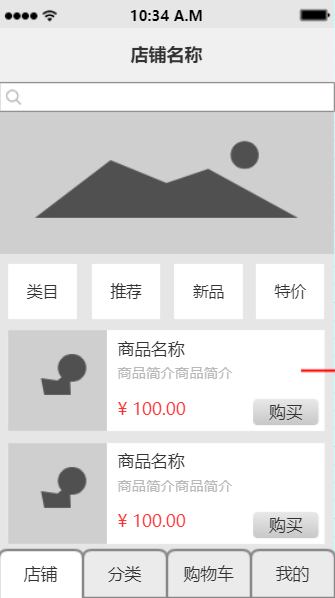 10:34 A.M
店铺名称
类目 推荐 新品 特价
商品名称
商品简介商品简介
¥ 100.00 购买
商品名称
商品简介商品简介
¥ 100.00 购买
店铺 分类 购物车 我的